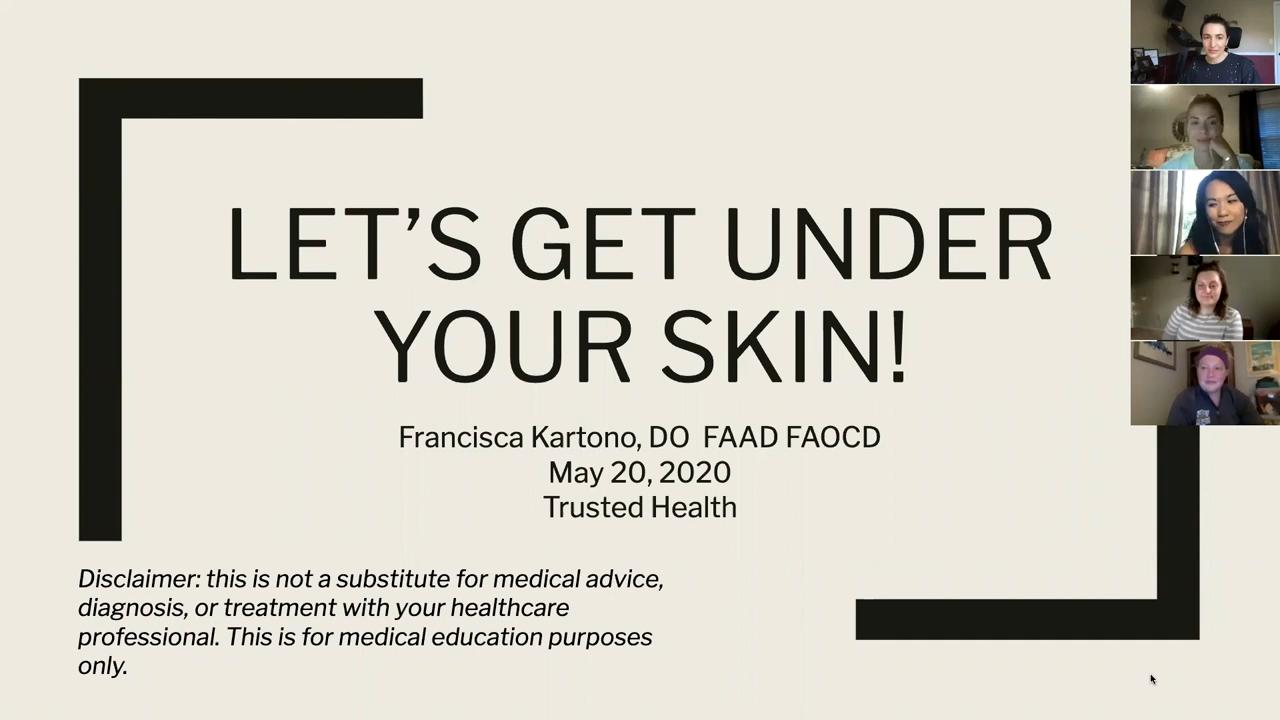 LET’S GET UNDER
YOUR SKIN!
Francisca Kartono, DO  FAAD FAOCD
May 20, 2020
Trusted Health
Disclaimer: this is not a substitute for medical advice,
diagnosis, or treatment with your healthcare
professional. This is for medical education purposes
only.